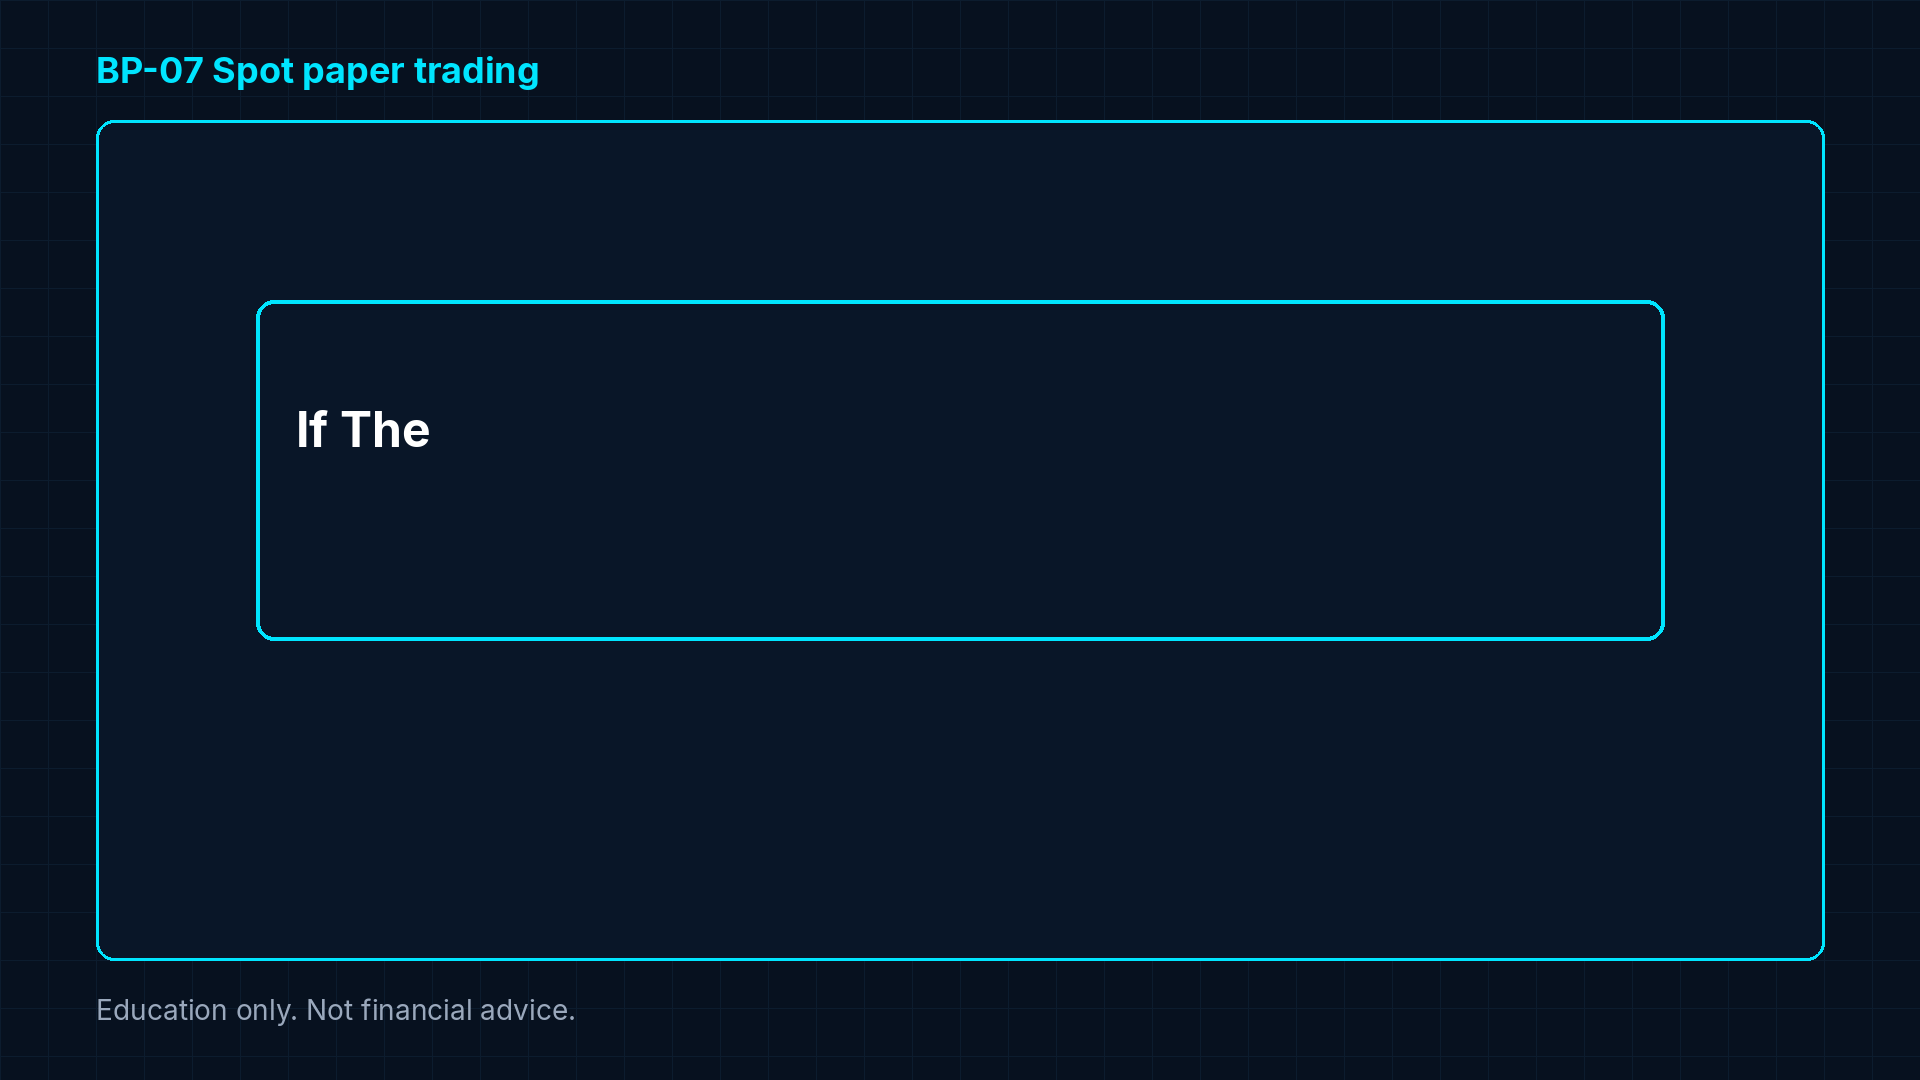 BP-07 Spot paper trading
If The
Education only. Not financial advice.